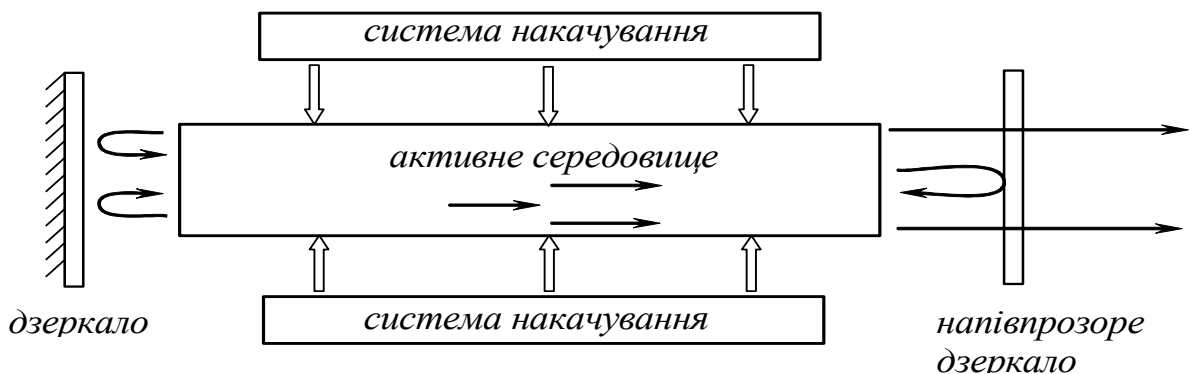 система накачування
активне середовище
система накачування
дзеркало
напівпрозоре
дзеркало